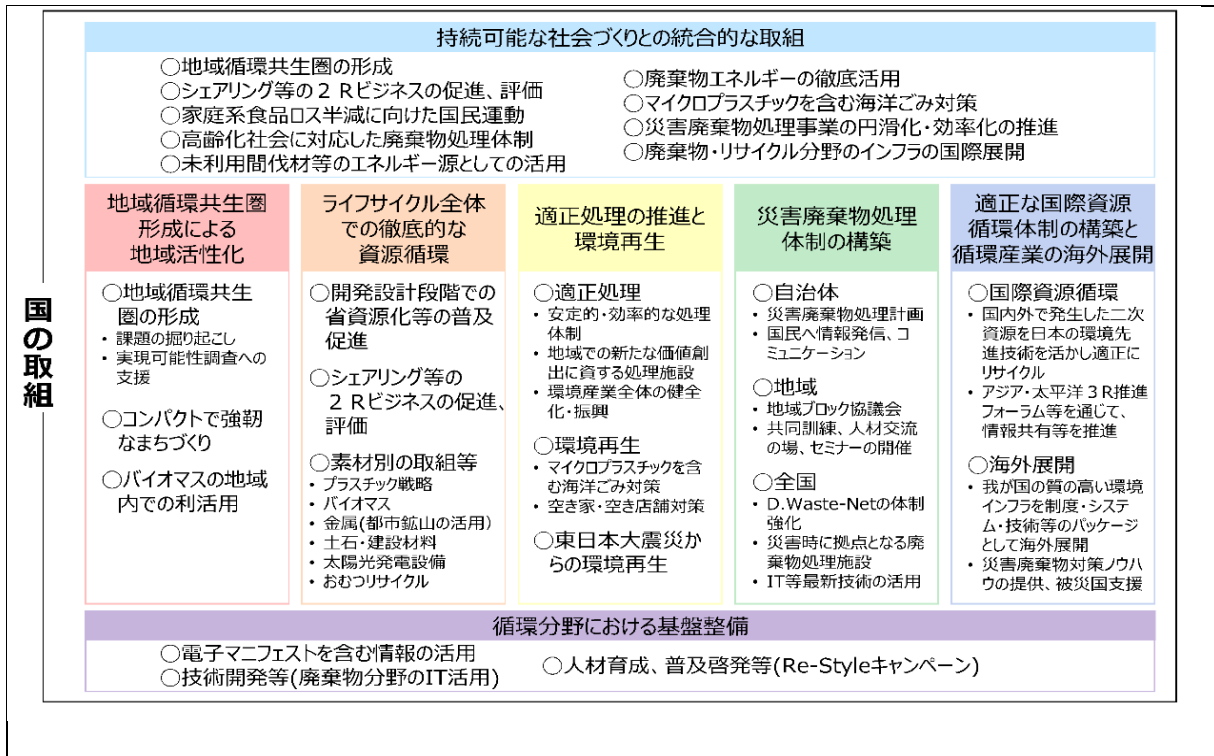 持続可能な社会づくりとの統合的な取組
○地域循環共生圏の形成
○シェアリング等の２Ｒビジネスの促進、評価
○家庭系食品ロス半減に向けた国民運動
○高齢化社会に対応した廃棄物処理体制
○未利用間伐材等のエネルギー源としての活用
○廃棄物エネルギーの徹底活用
○マイクロプラスチックを含む海洋ごみ対策
○災害廃棄物処理事業の円滑化・効率化の推進
○廃棄物・リサイクル分野のインフラの国際展開
国の取組
地域循環共生圏
形成による
地域活性化
○地域循環共生
圏の形成
• 課題の掘り起こし
• 実現可能性調査への
支援
○コンパクトで強靭
なまちづくり
○バイオマスの地域
内での利活用
ライフサイクル全体
での徹底的な
資源循環
○開発設計段階での
省資源化等の普及
促進
○シェアリング等の
２Ｒビジネスの促進、
評価
○素材別の取組等
• プラスチック戦略
• バイオマス
• 金属(都市鉱山の活用)
• 土石・建設材料
• 太陽光発電設備
• おむつリサイクル
適正処理の推進と
環境再生
○適正処理
• 安定的・効率的な処理
体制
• 地域での新たな価値創
出に資する処理施設
• 環境産業全体の健全
化・振興
○環境再生
• マイクロプラスチックを含
む海洋ごみ対策
• 空き家・空き店舗対策
○東日本大震災か
らの環境再生
災害廃棄物処理
体制の構築
○自治体
• 災害廃棄物処理計画
• 国民へ情報発信、コ
ミュニケーション
○地域
• 地域ブロック協議会
• 共同訓練、人材交流
の場、セミナーの開催
○全国
• D.Waste-Netの体制
強化
• 災害時に拠点となる廃
棄物処理施設
• IT等最新技術の活用
適正な国際資源
循環体制の構築と
循環産業の海外展開
○国際資源循環
• 国内外で発生した二次
資源を日本の環境先
進技術を活かし適正に
リサイクル
• アジア・太平洋３Ｒ推進
フォーラム等を通じて、
情報共有等を推進
○海外展開
• 我が国の質の高い環境
インフラを制度・システ
ム・技術等のパッケージ
として海外展開
• 災害廃棄物対策ノウハ
ウの提供、被災国支援
循環分野における基盤整備
○電子マニフェストを含む情報の活用
○技術開発等(廃棄物分野のIT活用)
○人材育成、普及啓発等(Re-Styleキャンペーン)